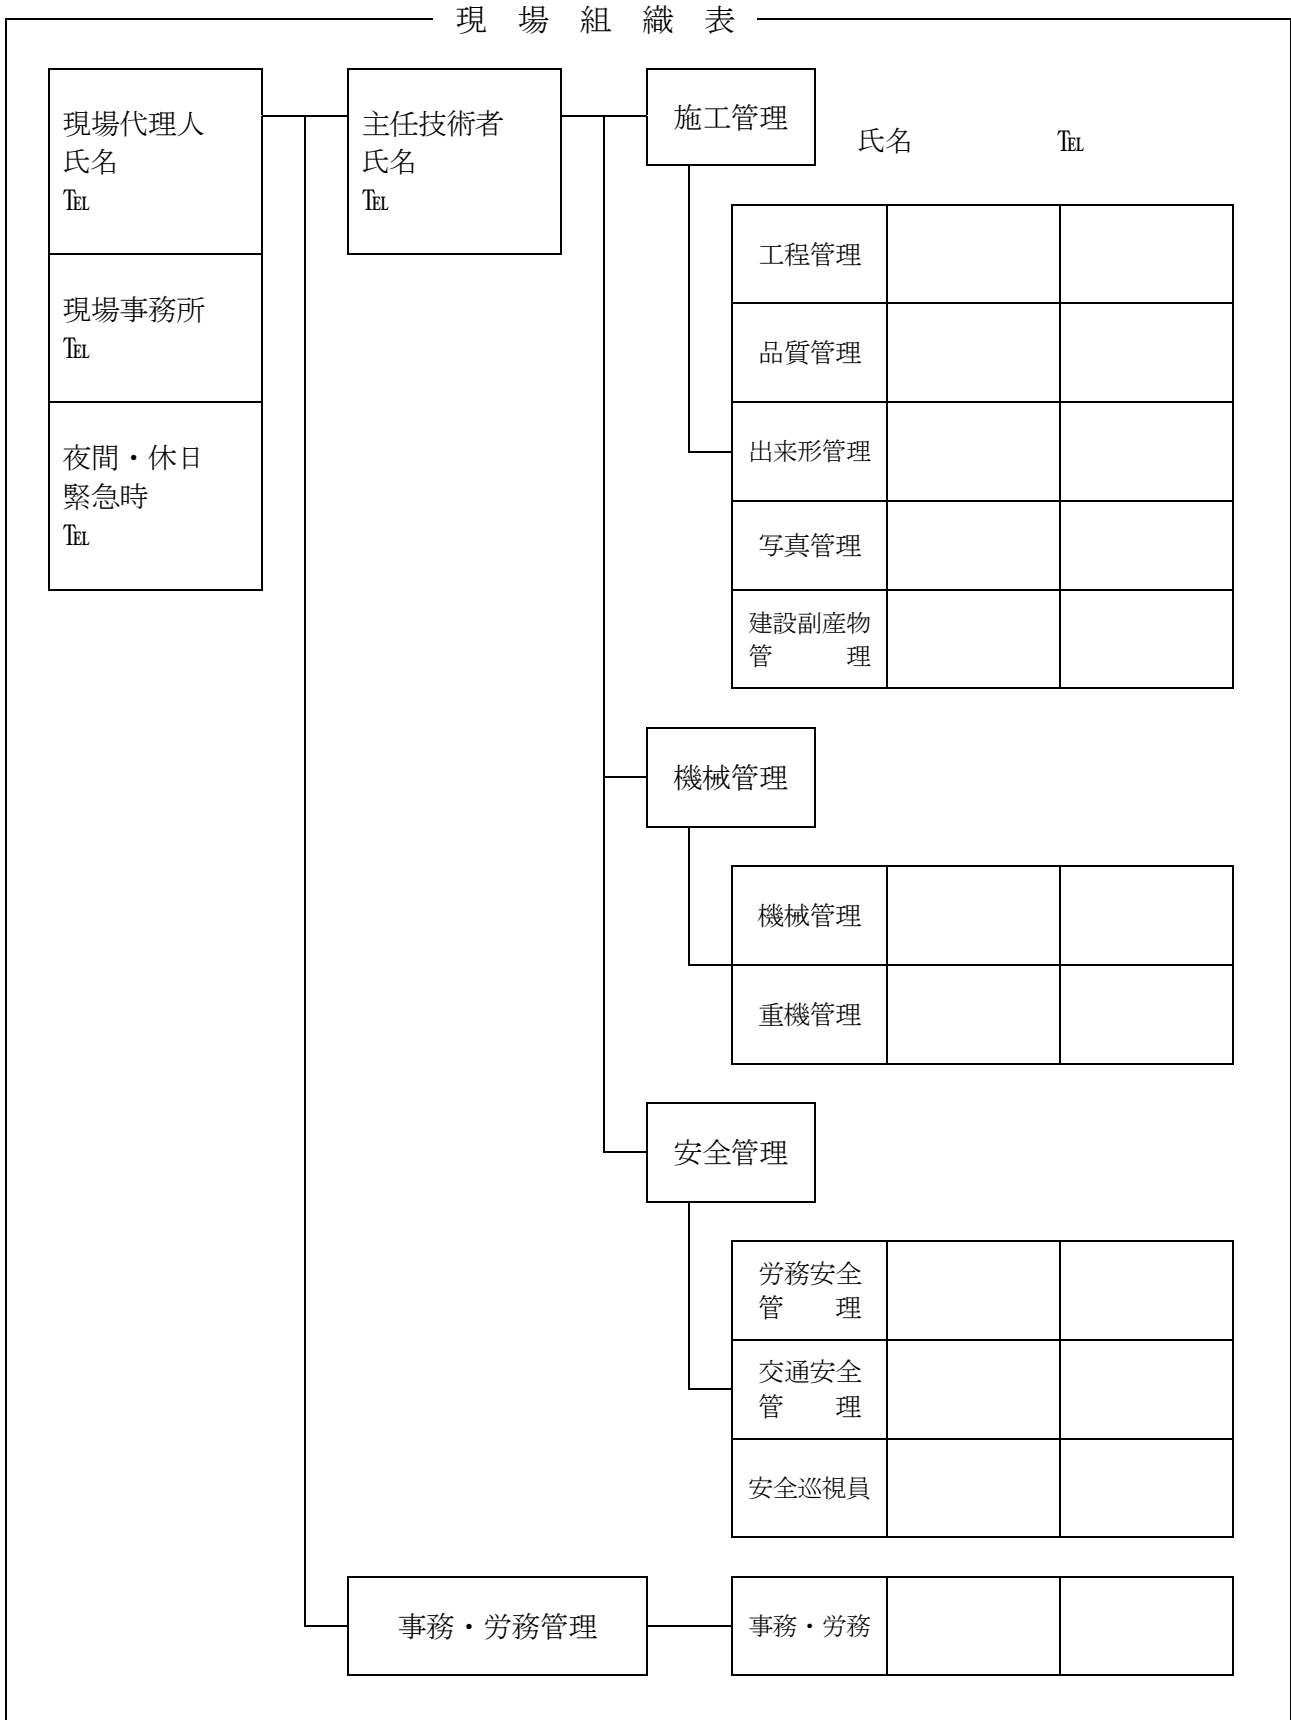 現場組織表
現場代理人
氏名
℡
現場事務所
℡
夜間・休日
緊急時
℡
主任技術者
氏名
℡
施工管理
氏名 ℡
工程管理
品質管理
出来形管理
写真管理
建設副産物
管理
機械管理
機械管理
重機管理
安全管理
労務安全
管理
交通安全
管理
安全巡視員
事務・労務管理
事務・労務